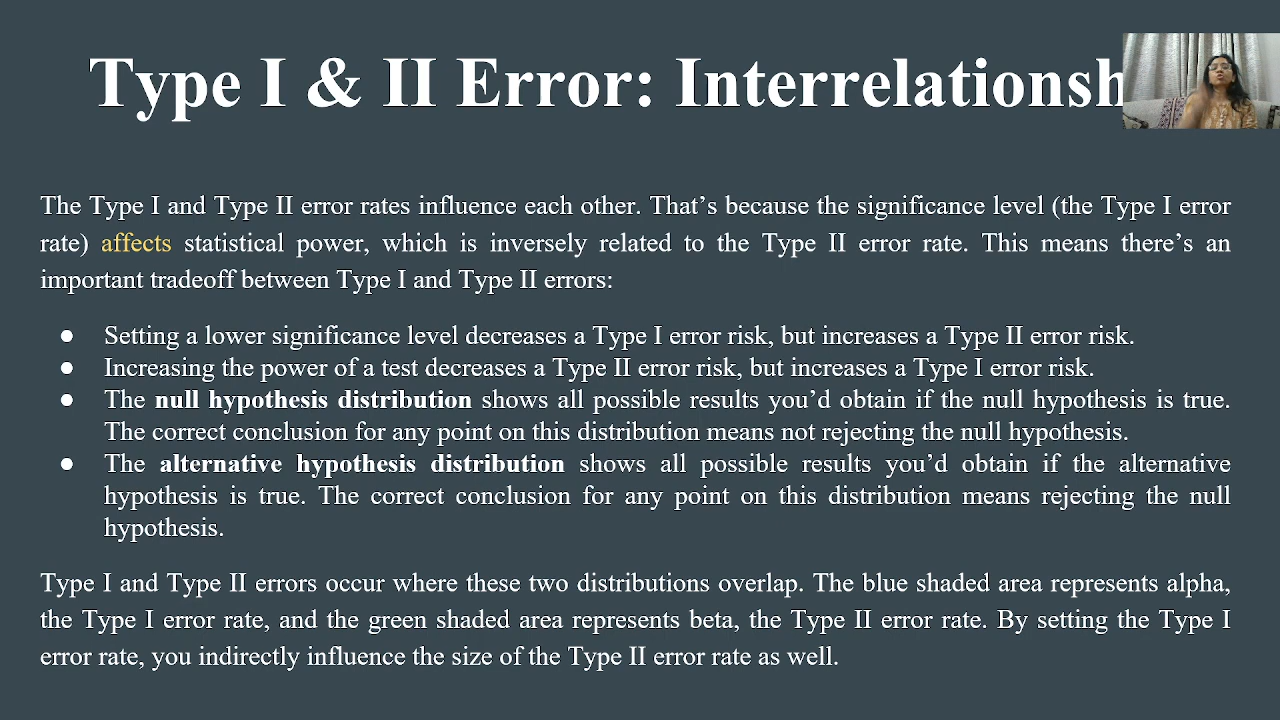 Type I & II Error: Interrelationsh
The Type I and Type II error rates influence each other. That’s because the significance level (the Type I error
rate) affects statistical power, which is inversely related to the Type II error rate. This means there’s an
important tradeoff between Type I and Type II errors:
● Setting a lower significance level decreases a Type I error risk, but increases a Type II error risk.
● Increasing the power of a test decreases a Type II error risk, but increases a Type I error risk.
● The null hypothesis distribution shows all possible results you’d obtain if the null hypothesis is true.
The correct conclusion for any point on this distribution means not rejecting the null hypothesis.
● The alternative hypothesis distribution shows all possible results you’d obtain if the alternative
hypothesis is true. The correct conclusion for any point on this distribution means rejecting the null
hypothesis.
Type I and Type II errors occur where these two distributions overlap. The blue shaded area represents alpha,
the Type I error rate, and the green shaded area represents beta, the Type II error rate. By setting the Type I
error rate, you indirectly influence the size of the Type II error rate as well.